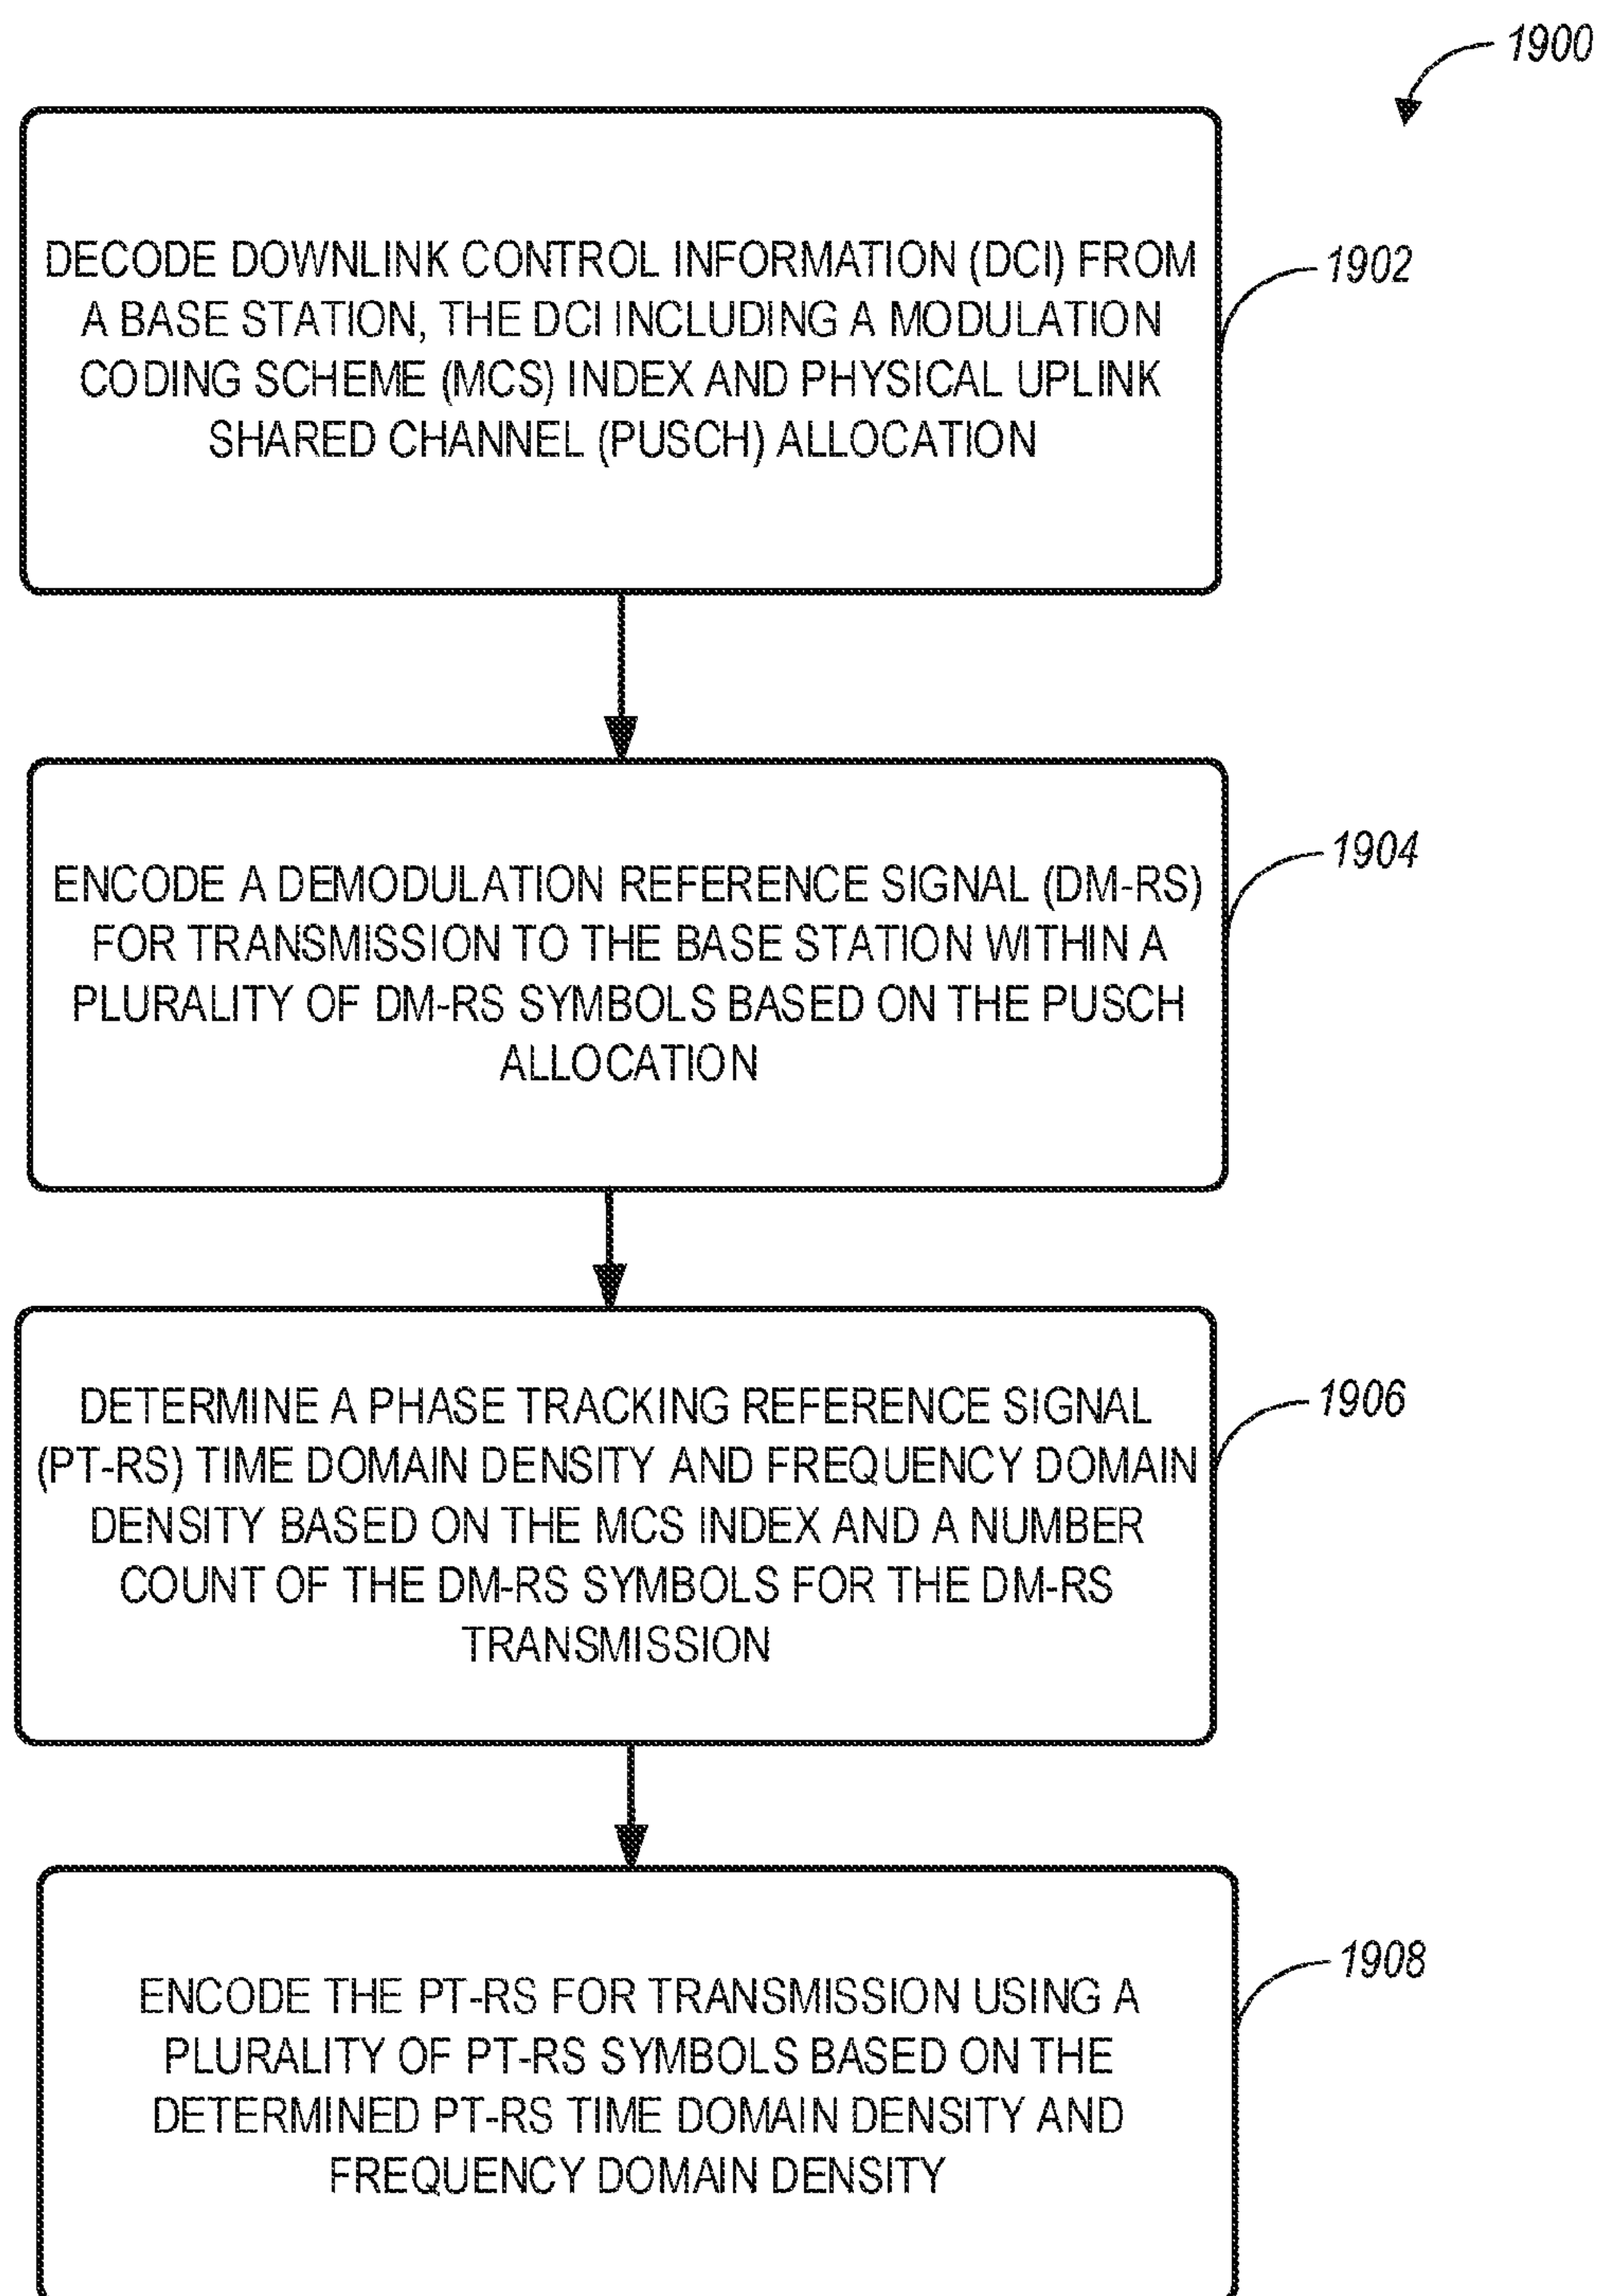 1900
DECODE DOWNLINK CONTROL INFORMATION (DCI) FROM
A BASE STATION, THE DCI INCLUDING A MODULATION
CODING SCHEME (MCS) INDEX AND PHYSICAL UPLINK
SHARED CHANNEL (PUSCH) ALLOCATION
1902
ENCODE A DEMODULATION REFERENCE SIGNAL (DM-RS)
FOR TRANSMISSION TO THE BASE STATION WITHIN A
PLURALITY OF DM-RS SYMBOLS BASED ON THE PUSCH
ALLOCATION
1904
DETERMINE A PHASE TRACKING REFERENCE SIGNAL
(PT-RS) TIME DOMAIN DENSITY AND FREQUENCY DOMAIN
DENSITY BASED ON THE MCS INDEX AND A NUMBER
COUNT OF THE DM-RS SYMBOLS FOR THE DM-RS
TRANSMISSION
1906
ENCODE THE PT-RS FOR TRANSMISSION USING A
PLURALITY OF PT-RS SYMBOLS BASED ON THE
DETERMINED PT-RS TIME DOMAIN DENSITY AND
FREQUENCY DOMAIN DENSITY
1908